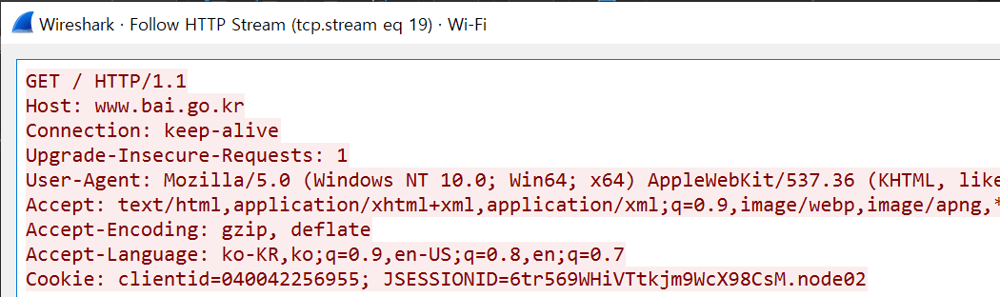 Wireshark · Follow HTTP Stream (tcp.stream eq 19) · Wi-Fi
GET / HTTP/1.1
Host: www.bai.go.kr
Connection: keep-alive
Upgrade-Insecure-Requests: 1
User-Agent: Mozilla/5.0 (Windows NT 10.0; Win64; x64) AppleWebKit/537.36 (KHTML, like
Accept: text/html,application/xhtml+xml,application/xml;q=0.9,image/webp,image/apng,*
Accept-Encoding: gzip, deflate
Accept-Language: ko-KR,ko;q=0.9,en-US;q=0.8,en;q=0.7
Cookie: clientid=040042256955; JSESSIONID=6tr569WHiVTtkjm9WcX98CsM.node02